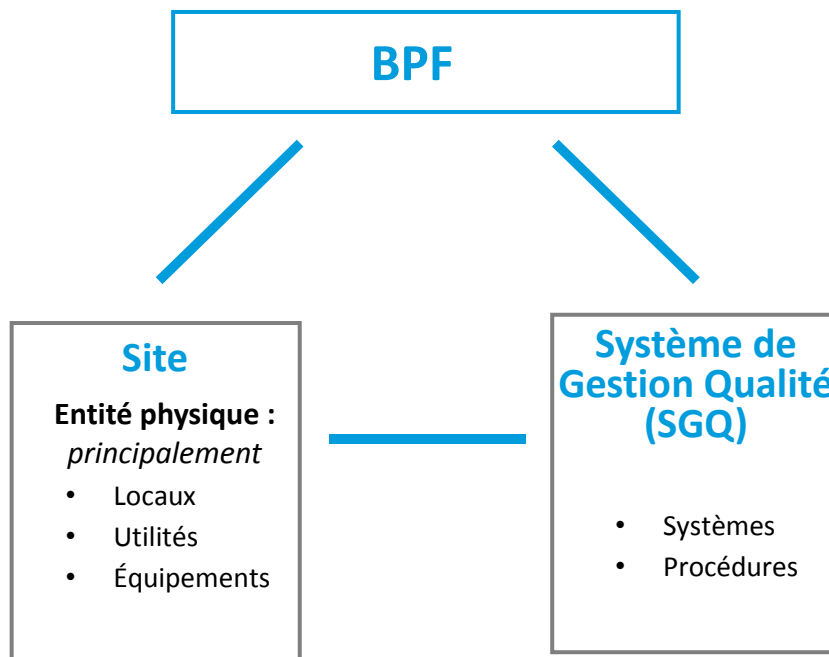 BPF
Site
Entité physique :
principalement
• Locaux
• Utilités
• Équipements
Système de
Gestion Qualité
(SGQ)
• Systèmes
• Procédures